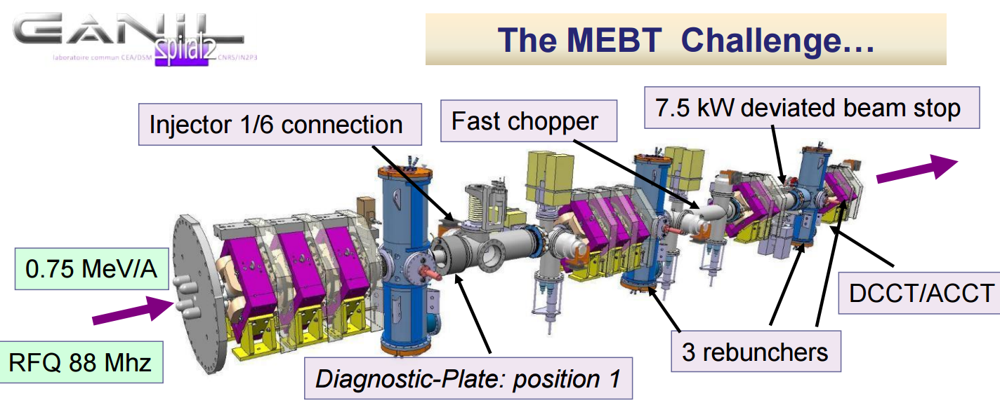 GANIL
spiral2
laboratoire commun CEA/DSM CNRS/IN2P3
The MEBT Challenge…
Injector 1/6 connection
Fast chopper
7.5 kW deviated beam stop
0.75 MeV/A
RFQ 88 Mhz
Diagnostic-Plate: position 1
3 rebunchers
DCCT/ACCT